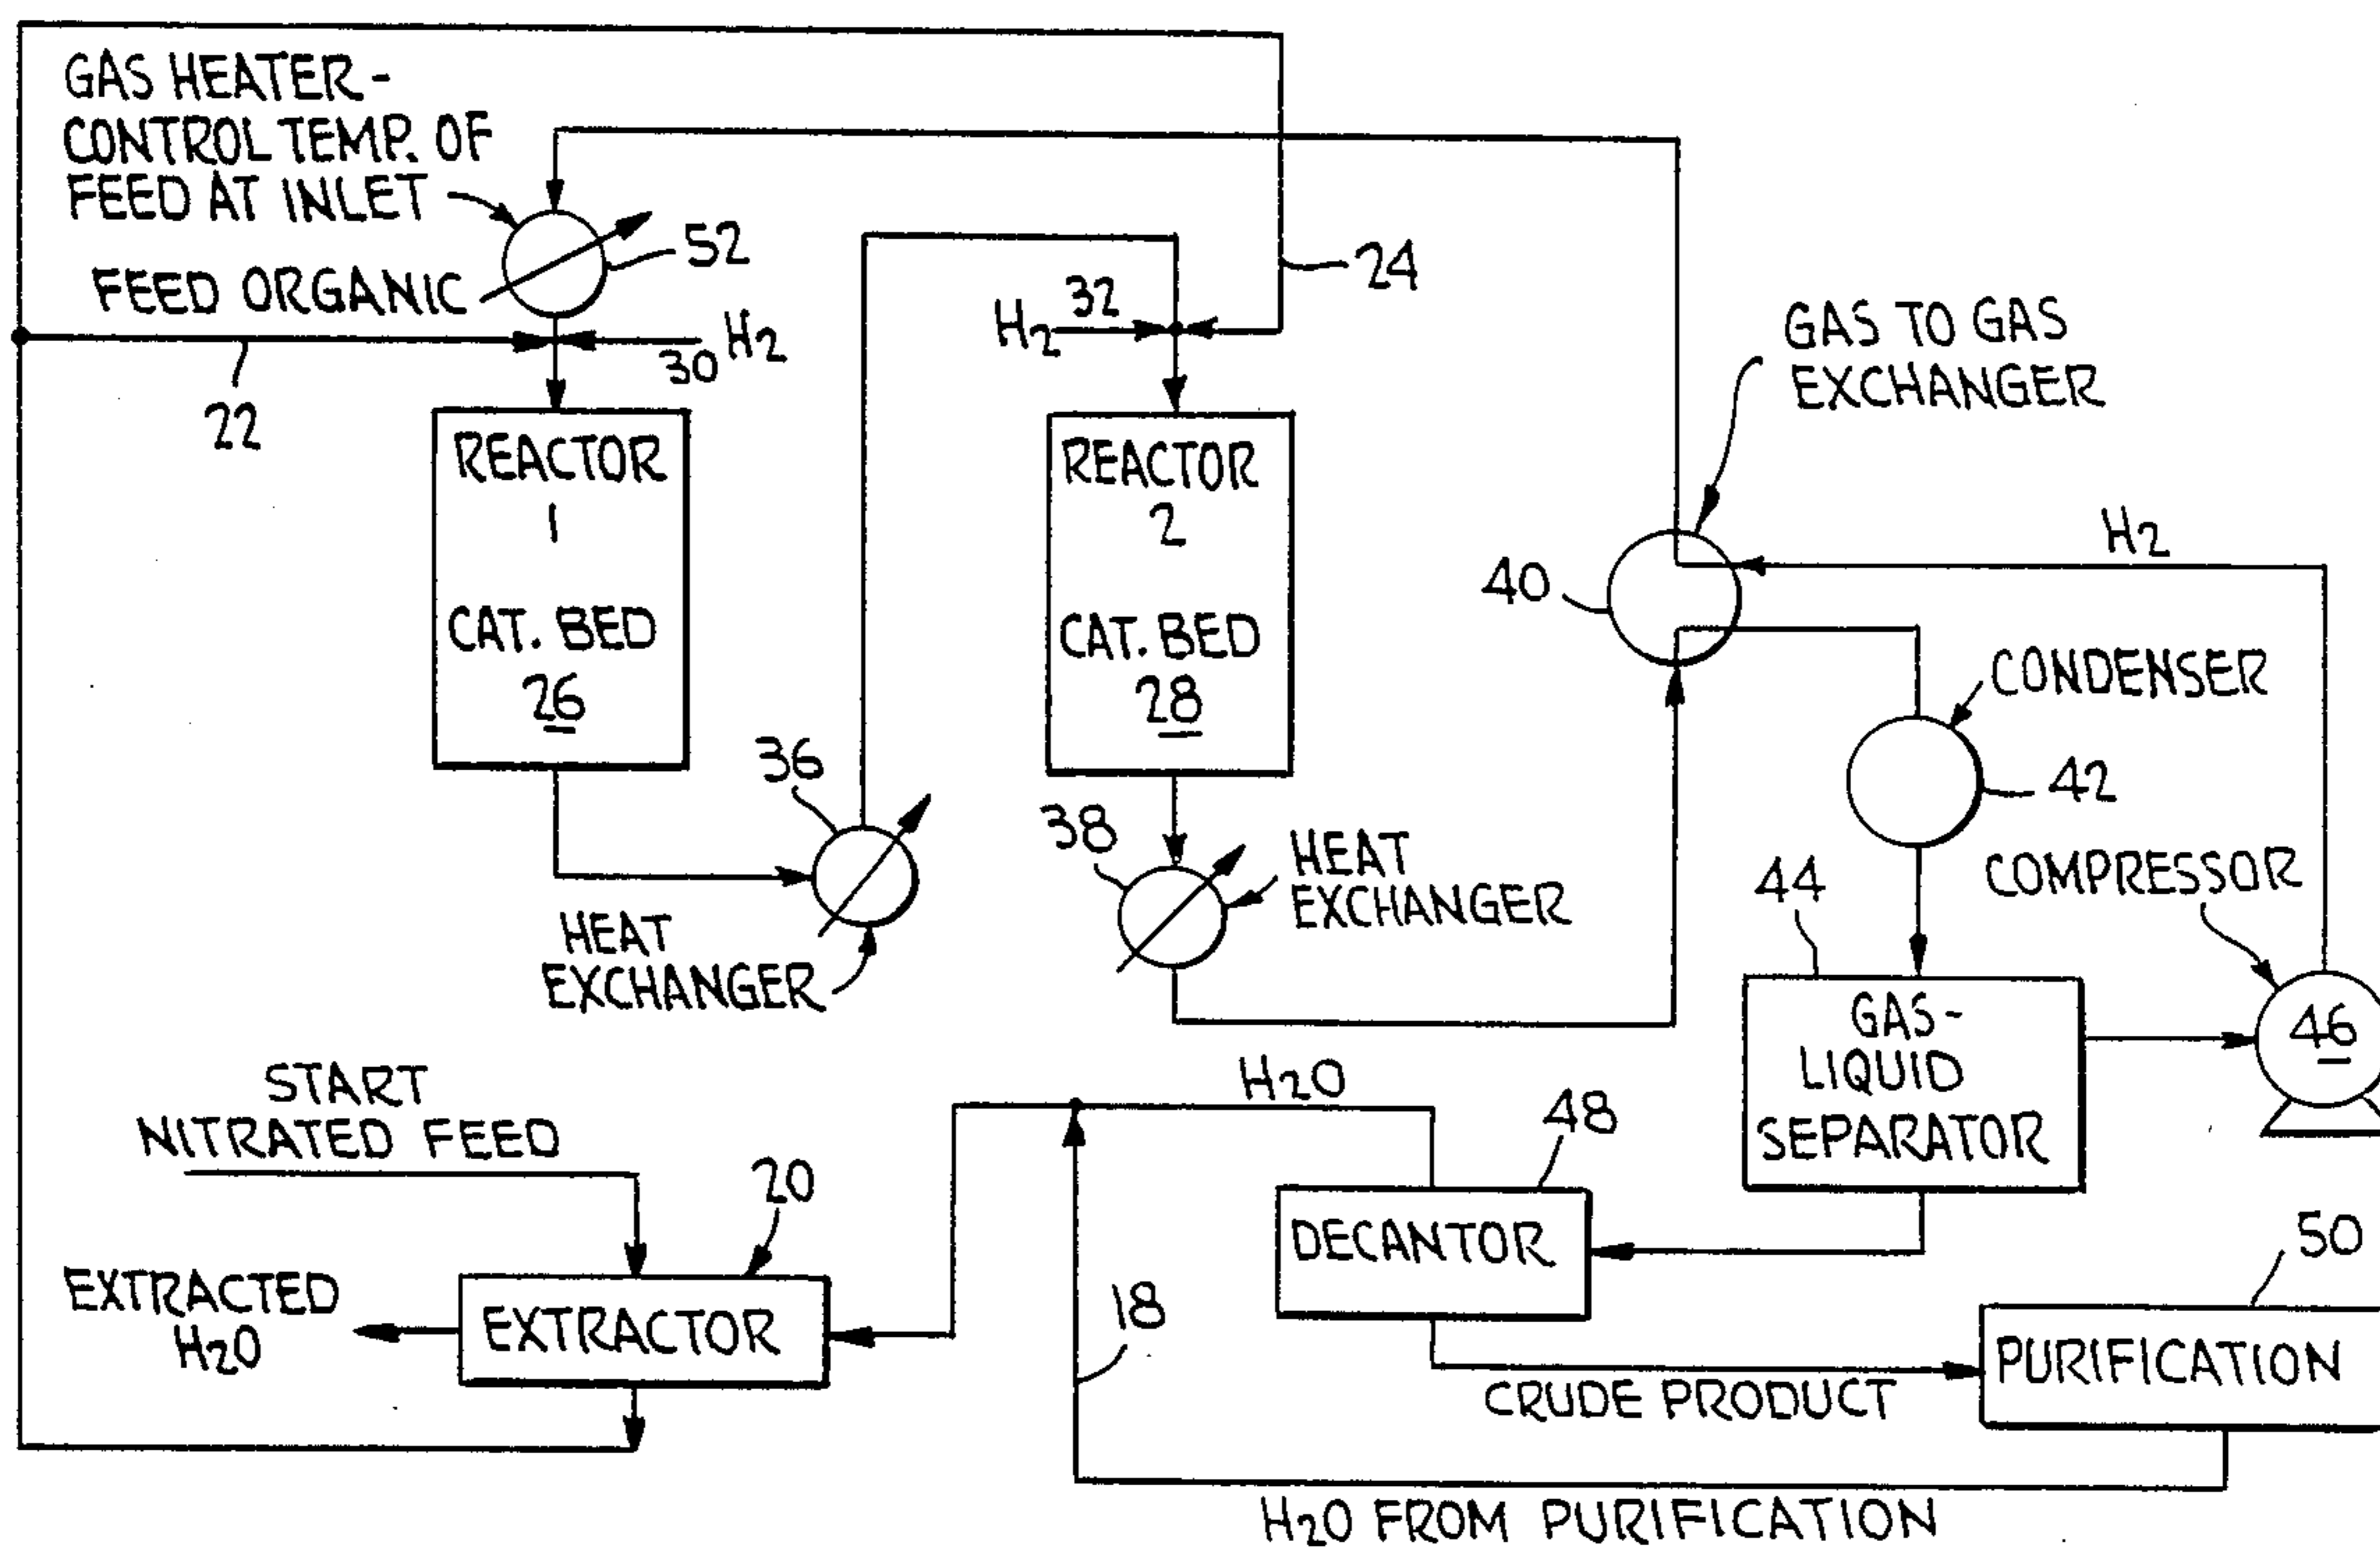 GAS HEATER-
CONTROL TEMP. OF
FEED AT INLET
52
FEED ORGANIC
H2
30
22
H2
32
24
GAS TO GAS
EXCHANGER
REACTOR
1
CAT. BED
26
REACTOR
2
CAT. BED
28
40
H2
CONDENSER
42
36
38
HEAT
EXCHANGER
HEAT
EXCHANGER
44
COMPRESSOR
GAS-
LIQUID
SEPARATOR
46
START
NITRATED FEED
20
H2O
48
DECANTOR
50
EXTRACTED
H2O
EXTRACTOR
18
CRUDE PRODUCT
PURIFICATION
H2O FROM PURIFICATION